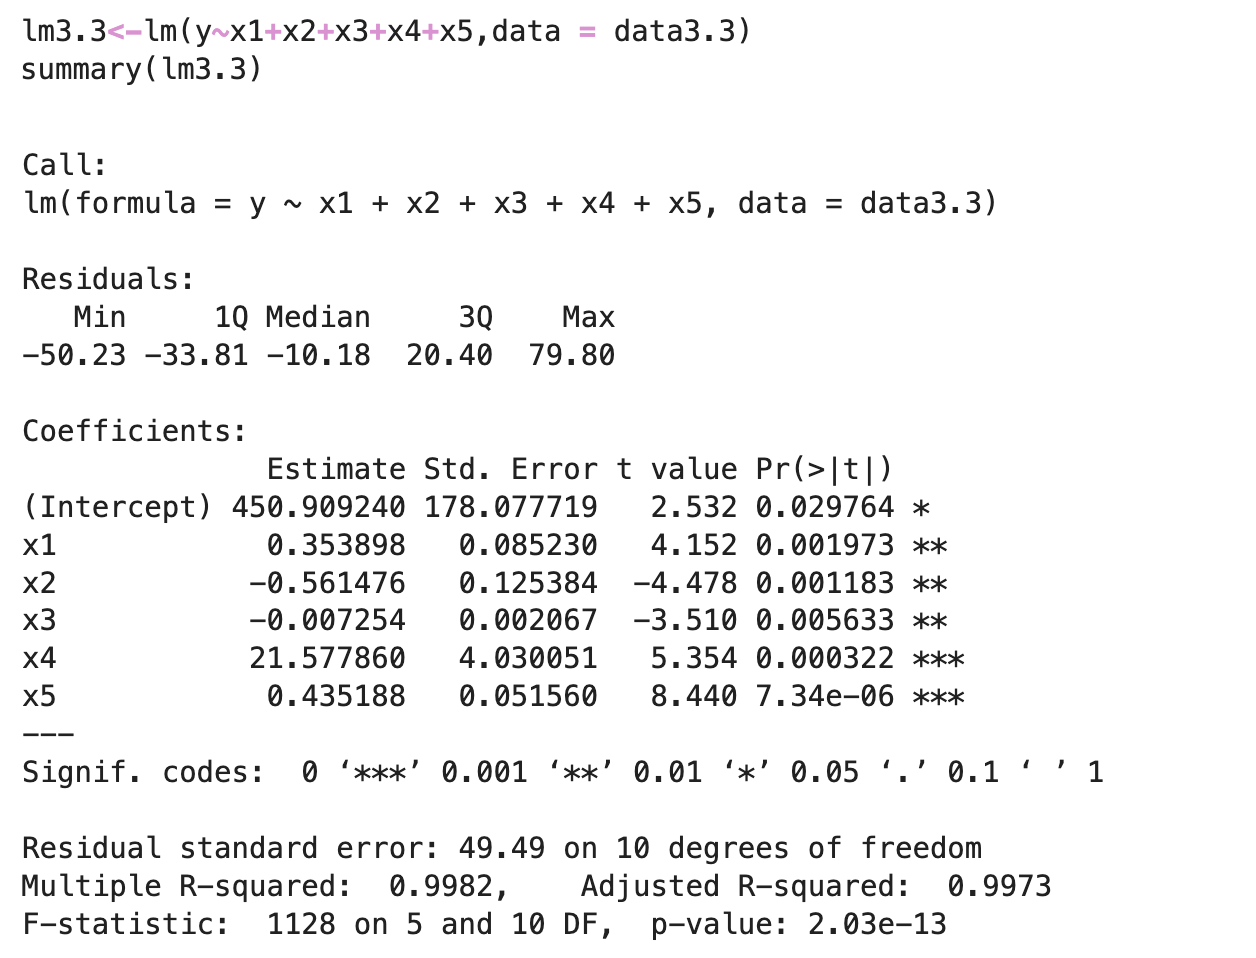 lm3.3<-lm(y~x1+x2+x3+x4+x5,data = data3.3)
summary(lm3.3)
Call:
lm(formula = y ~ x1 + x2 + x3 + x4 + x5, data = data3.3)
Residuals:
Min 1Q Median 3Q Max
-50.23 -33.81 -10.18 20.40 79.80
Coefficients:
Estimate Std. Error t value Pr(>|t|)
(Intercept) 450.909240 178.077719 2.532 0.029764 *
x1 0.353898 0.085230 4.152 0.001973 **
x2 -0.561476 0.125384 -4.478 0.001183 **
x3 -0.007254 0.002067 -3.510 0.005633 **
x4 21.577860 4.030051 5.354 0.000322 ***
x5 0.435188 0.051560 8.440 7.34e-06 ***
---
Signif. codes: 0 ‘***’ 0.001 ‘**’ 0.01 ‘*’ 0.05 ‘.’ 0.1 ‘ ’ 1
Residual standard error: 49.49 on 10 degrees of freedom
Multiple R-squared: 0.9982, Adjusted R-squared: 0.9973
F-statistic: 1128 on 5 and 10 DF, p-value: 2.03e-13